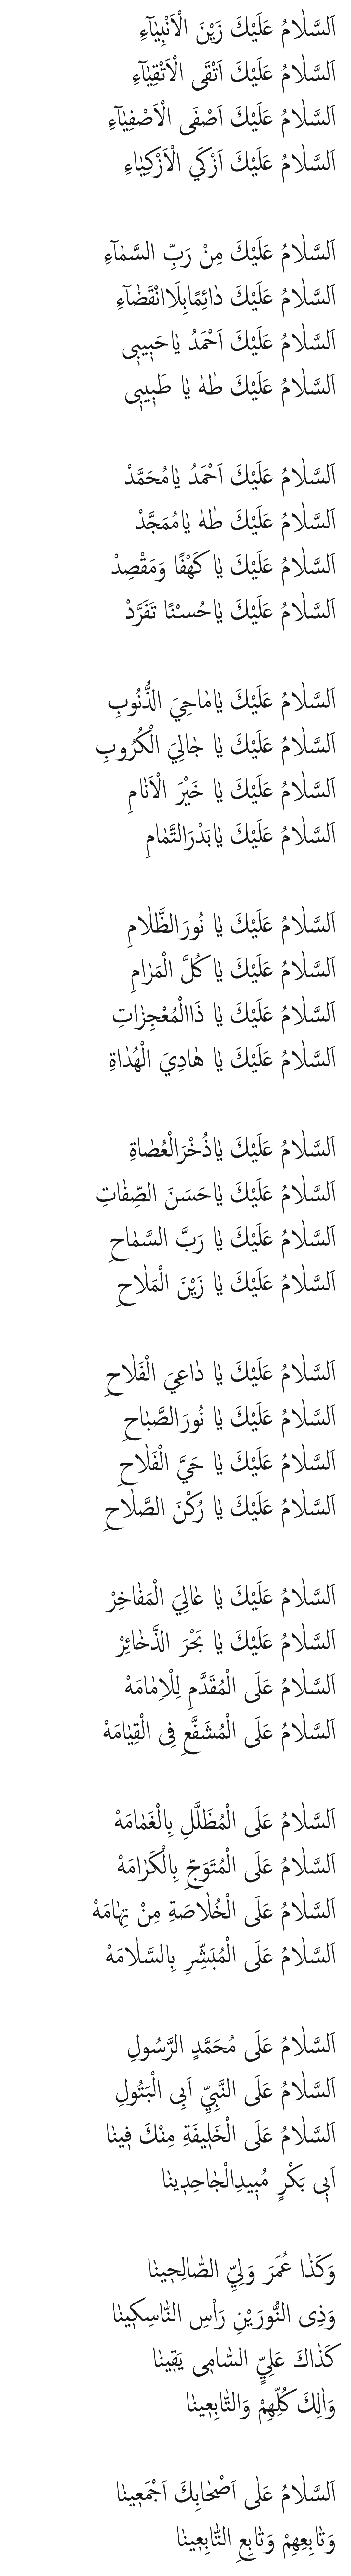 اَلسَّلَامُ عَلَيْكَ زَيْنَ الْاَنْبِيَٓاءِ
اَلسَّلَامُ عَلَيْكَ اَتْقَى الْاَتْقِيَٓاءِ
اَلسَّلَامُ عَلَيْكَ اَصْفَى الْاَصْفِيَٓاءِ
اَلسَّلَامُ عَلَيْكَ اَزْكَي الْاَزْكِيَاءِ
اَلسَّلَامُ عَلَيْكَ مِنْ رَبِّ السَّمَٓاءِ
اَلسَّلَامُ عَلَيْكَ دَائِمًابِلَاانْقَضَٓاءِ
اَلسَّلَامُ عَلَيْكَ اَحْمَدُ يَاحَبِيبِى
اَلسَّلَامُ عَلَيْكَ طٰهٰ يَا طَبِيبِى
اَلسَّلَامُ عَلَيْكَ اَحْمَدُ يَامُحَمَّدْ
اَلسَّلَامُ عَلَيْكَ طٰهٰ يَامُمَجَّدْ
اَلسَّلَامُ عَلَيْكَ يَا كَهْفًا وَمَقْصِدْ
اَلسَّلَامُ عَلَيْكَ يَاحُسْنًا تَفَرَّدْ
اَلسَّلَامُ عَلَيْكَ يَامَاحِيَ الذُّنُوبِ
اَلسَّلَامُ عَلَيْكَ يَا جَالِيَ الْكُرُوبِ
اَلسَّلَامُ عَلَيْكَ يَا خَيْرَ الْاَنَامِ
اَلسَّلَامُ عَلَيْكَ يَابَدْرَالتَّمَامِ
اَلسَّلَامُ عَلَيْكَ يَا نُورَالظَّلَامِ
اَلسَّلَامُ عَلَيْكَ يَاكُلَّ الْمَرَامِ
اَلسَّلَامُ عَلَيْكَ يَا ذَاالْمُعْجِزَاتِ
اَلسَّلَامُ عَلَيْكَ يَا هَادِيَ الْهُدَاةِ
اَلسَّلَامُ عَلَيْكَ يَاذُخْرَالْعُصَاةِ
اَلسَّلَامُ عَلَيْكَ يَاحَسَنَ الصِّفَاتِ
اَلسَّلَامُ عَلَيْكَ يَا رَبَّ السَّمَاحِ
اَلسَّلَامُ عَلَيْكَ يَا زَيْنَ الْمَلَاحِ
اَلسَّلَامُ عَلَيْكَ يَا دَاعِيَ الْفَلَاحِ
اَلسَّلَامُ عَلَيْكَ يَا نُورَالصَّبَاحِ
اَلسَّلَامُ عَلَيْكَ يَا حَيَّ الْفَلَاحِ
اَلسَّلَامُ عَلَيْكَ يَا رُكْنَ الصَّلَاحِ
اَلسَّلَامُ عَلَيْكَ يَا عَالِيَ الْمَفَاخِرْ
اَلسَّلَامُ عَلَيْكَ يَا بَحْرَ الذَّخَائِرْ
اَلسَّلَامُ عَلَى الْمُقَدَّمِ لِلْاِمَامَهْ
اَلسَّلَامُ عَلَى الْمُشَفَّعِ فِى الْقِيَامَهْ
اَلسَّلَامُ عَلَى الْمُظَلَّلِ بِالْغَمَامَهْ
اَلسَّلَامُ عَلَى الْمُتَوَجِّ بِالْكَرَامَهْ
اَلسَّلَامُ عَلَى الْخُلَاصَةِ مِنْ تِهَامَهْ
اَلسَّلَامُ عَلَى الْمُبَشِّرِ بِالسَّلَامَهْ
اَلسَّلَامُ عَلَى مُحَمَّدٍ الرَّسُولِ
اَلسَّلَامُ عَلَى النَّبِيِّ اَبِى الْبَتُولِ
اَلسَّلَامُ عَلَى الْخَلِيفَةِ مِنْكَ فِينَا
اَبِى بَكْرٍ مُبِيدِالْجَاحِدِينَا
وَكَذَا عُمَرَ وَلِيِّ الصَّالِحِينَا
وَذِى النُّورَيْنِ رَاْسِ النَّاسِكِينَا
كَذَاكَ عَلِيٍّ السَّامِى يَقِينَا
وَاٰلِكَ كُلِّهِمْ وَالتَّابِعِينَا
اَلسَّلَامُ عَلٰى اَصْحَابِكَ اَجْمَعِينَا
وَتَابِعِهِمْ وَتَابِعِ التَّابِعِينَا